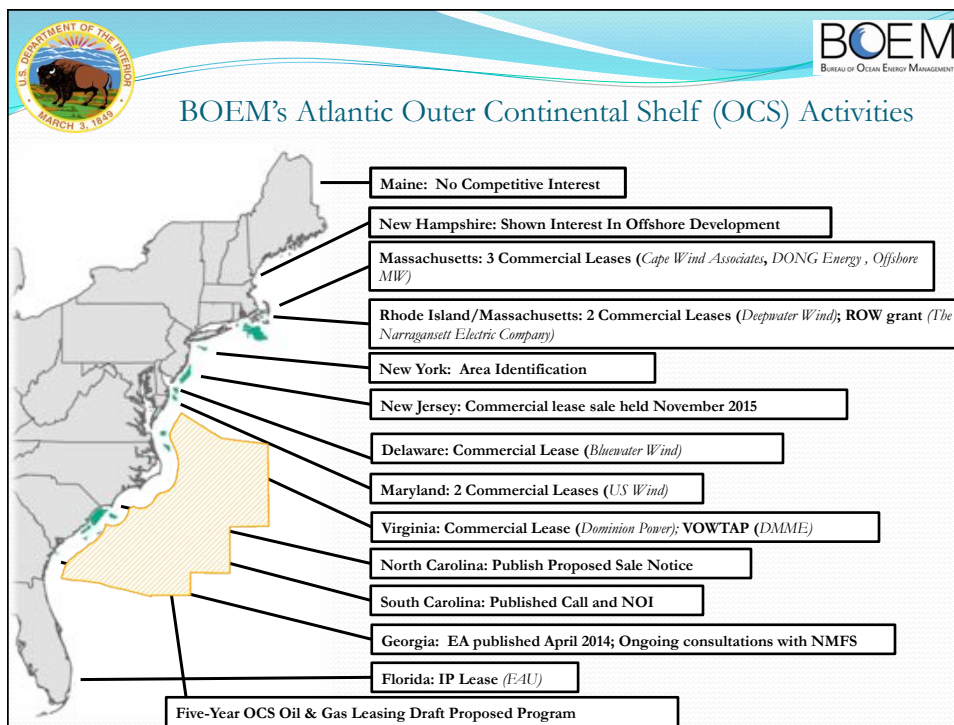 U.S. DEPARTMENT OF THE INTERIOR
MARCH 3, 1849
BOEM
BUREAU OF OCEAN ENERGY MANAGEMENT
BOEM's Atlantic Outer Continental Shelf (OCS) Activities
Maine: No Competitive Interest
New Hampshire: Shown Interest In Offshore Development
Massachusetts: 3 Commercial Leases (Cape Wind Associates, DONG Energy , Offshore
MW)
Rhode Island/Massachusetts: 2 Commercial Leases (Deepwater Wind); ROW grant (The
Narragansett Electric Company)
New York: Area Identification
New Jersey: Commercial lease sale held November 2015
Delaware: Commercial Lease (Bluewater Wind)
Maryland: 2 Commercial Leases (US Wind)
Virginia: Commercial Lease (Dominion Power); VOWTAP (DMME)
North Carolina: Publish Proposed Sale Notice
South Carolina: Published Call and NOI
Georgia: EA published April 2014; Ongoing consultations with NMFS
Florida: IP Lease (FAU)
Five-Year OCS Oil & Gas Leasing Draft Proposed Program